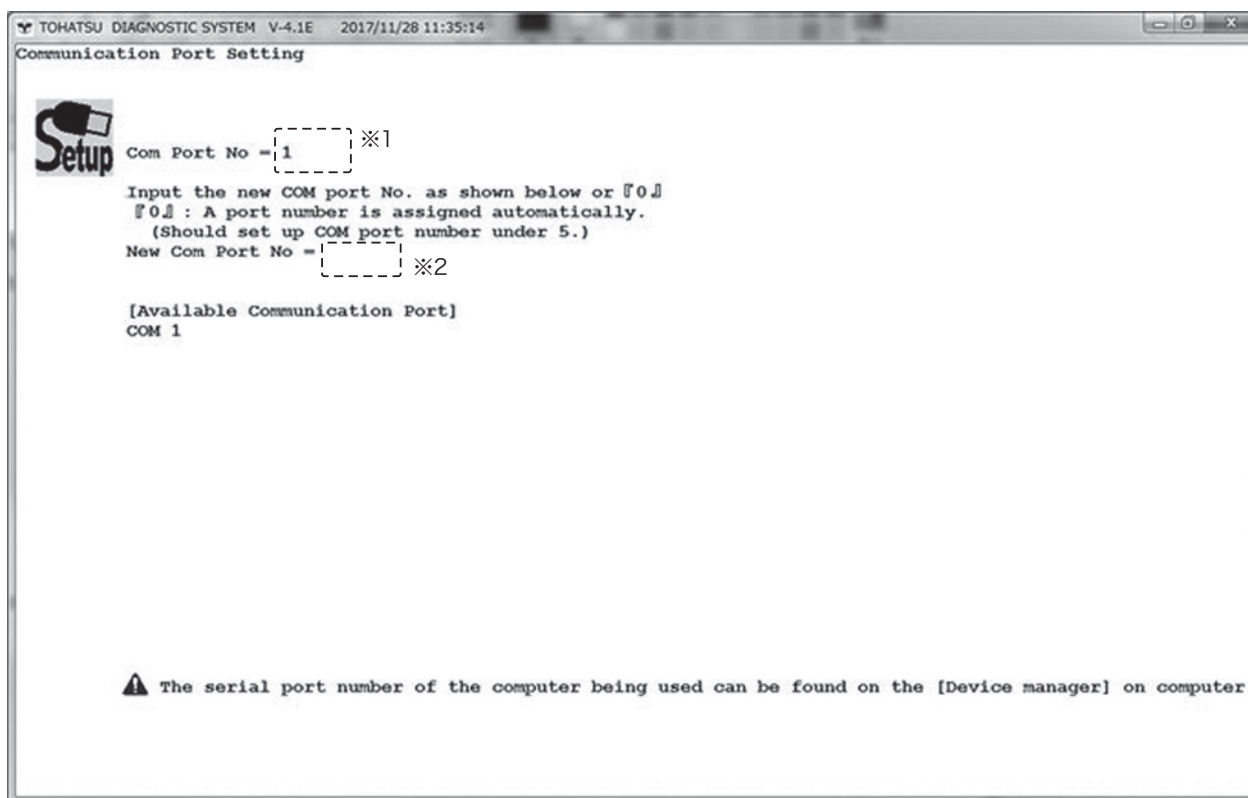 TOHATSU DIAGNOSTIC SYSTEM V-4.1E 2017/11/28 11:35:14
Communication Port Setting
Setup
Com Port No = 1 ※1
Input the new COM port No. as shown below or『0』
『0』: A port number is assigned automatically.
(Should set up COM port number under 5.)
New Com Port No = ※2
[Available Communication Port]
COM 1
The serial port number of the computer being used can be found on the [Device manager] on computer